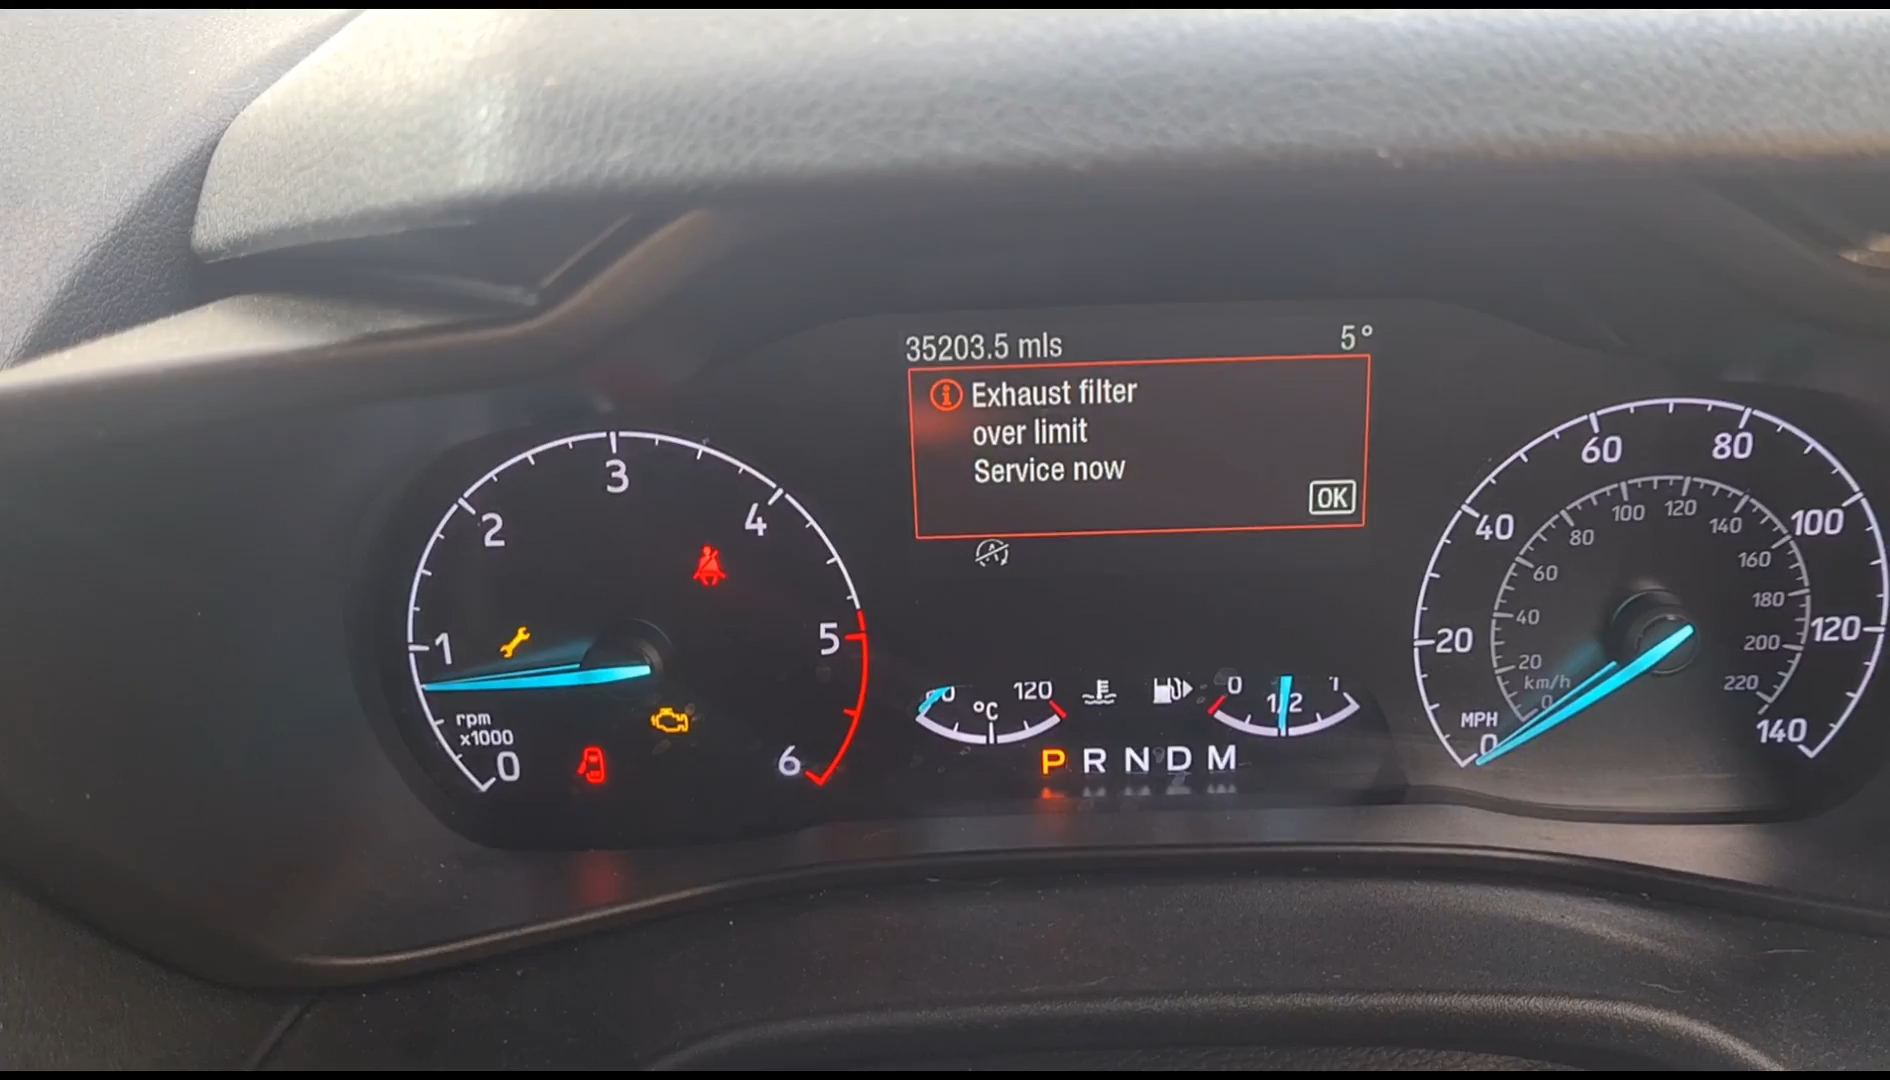 35203.5 mls 5°
Exhaust filter
over limit
Service now
OK
0 1 2 3 4 5 6
rpm
x1000
°C 120
0 1/2 1
P R N D M
0 20 40 60 80 100 120 140
MPH
0 20 40 60 80 100 120 140 160 180 200 220
km/h